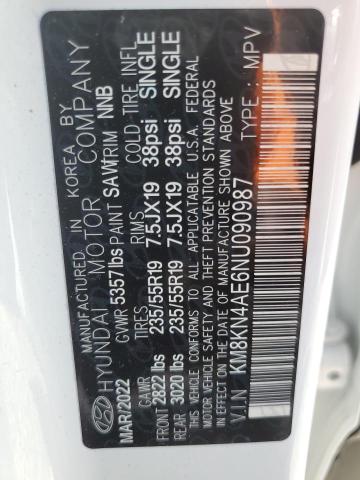 MANUFACTURED IN KOREA BY
HYUNDAI MOTOR COMPANY
MAR/2022 GVWR 5357lbs PAINT SAW TRIM NNB
GAWR TIRES RIMS COLD TIRE INFL
FRONT 2822 lbs 235/55R19 7.5JX19 38psi SINGLE
REAR 3020 lbs 235/55R19 7.5JX19 38psi SINGLE
THIS VEHICLE CONFORMS TO ALL APPLICABLE U.S.A. FEDERAL
MOTOR VEHICLE SAFETY AND THEFT PREVENTION STANDARDS
IN EFFECT ON THE DATE OF MANUFACTURE SHOWN ABOVE
V.I.N : KM8KN4AE6NU090987 TYPE : MPV